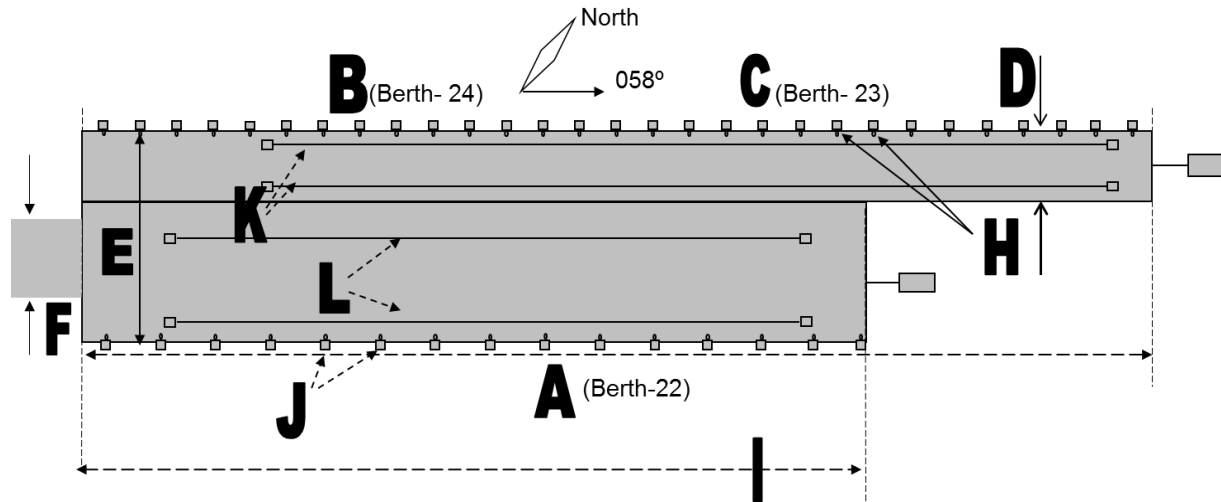 North
B (Berth- 24)
058º
C (Berth- 23)
D
K
E
H
L
F
J
A (Berth-22)
I